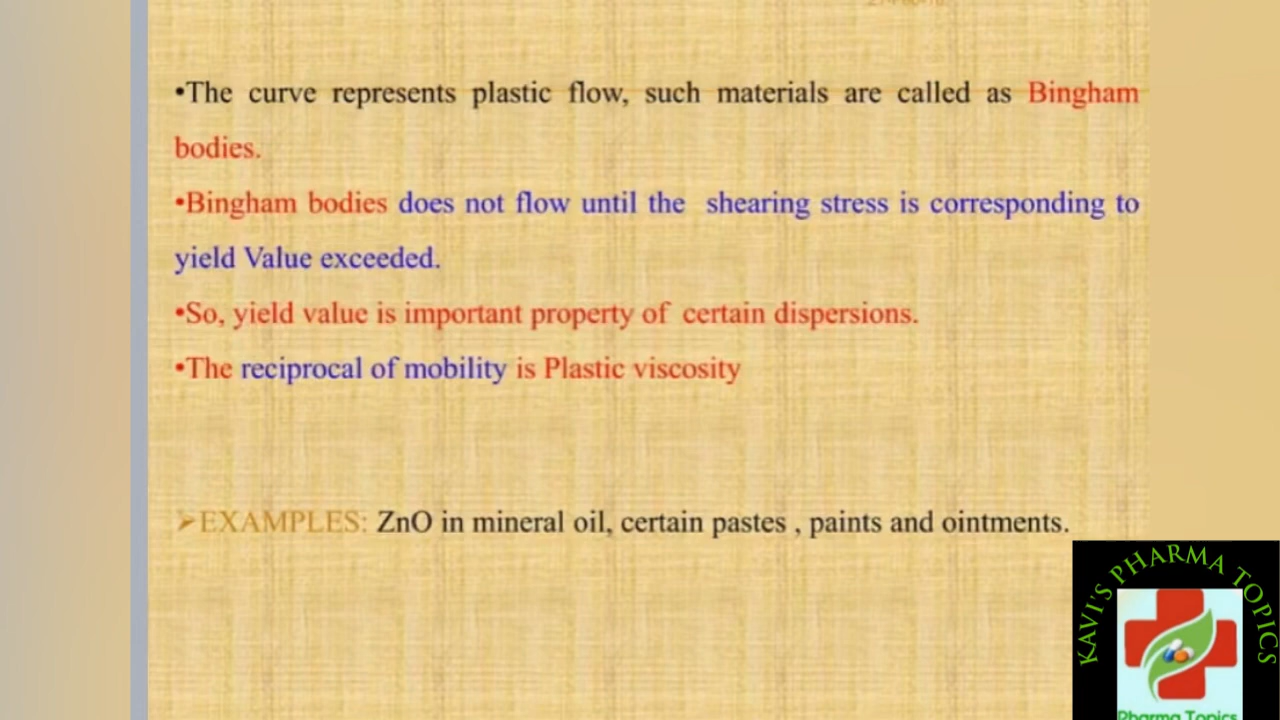 •The curve represents plastic flow, such materials are called as Bingham
bodies.
•Bingham bodies does not flow until the shearing stress is corresponding to
yield Value exceeded.
•So, yield value is important property of certain dispersions.
•The reciprocal of mobility is Plastic viscosity
➢EXAMPLES: ZnO in mineral oil, certain pastes , paints and ointments.
KAVI'S PHARMA TOPICS
Pharma Topics